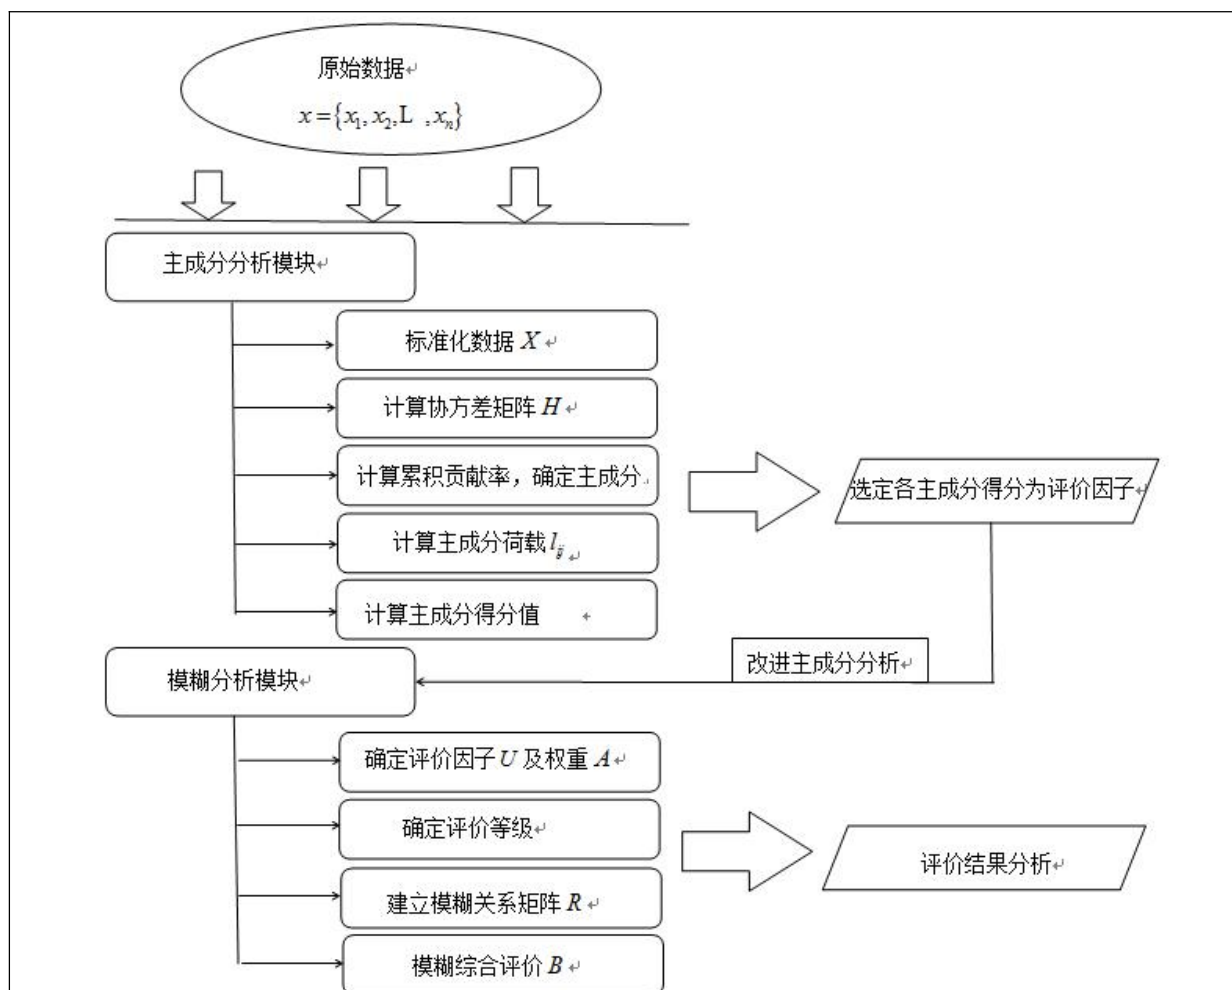 原始数据
x={x₁,x₂,L ,xₙ}
主成分分析模块
标准化数据 X
计算协方差矩阵 H
计算累积贡献率，确定主成分
选定各主成分得分为评价因子
计算主成分荷载 lᵢⱼ
计算主成分得分值
改进主成分分析
模糊分析模块
确定评价因子 U 及权重 A
确定评价等级
评价结果分析
建立模糊关系矩阵 R
模糊综合评价 B